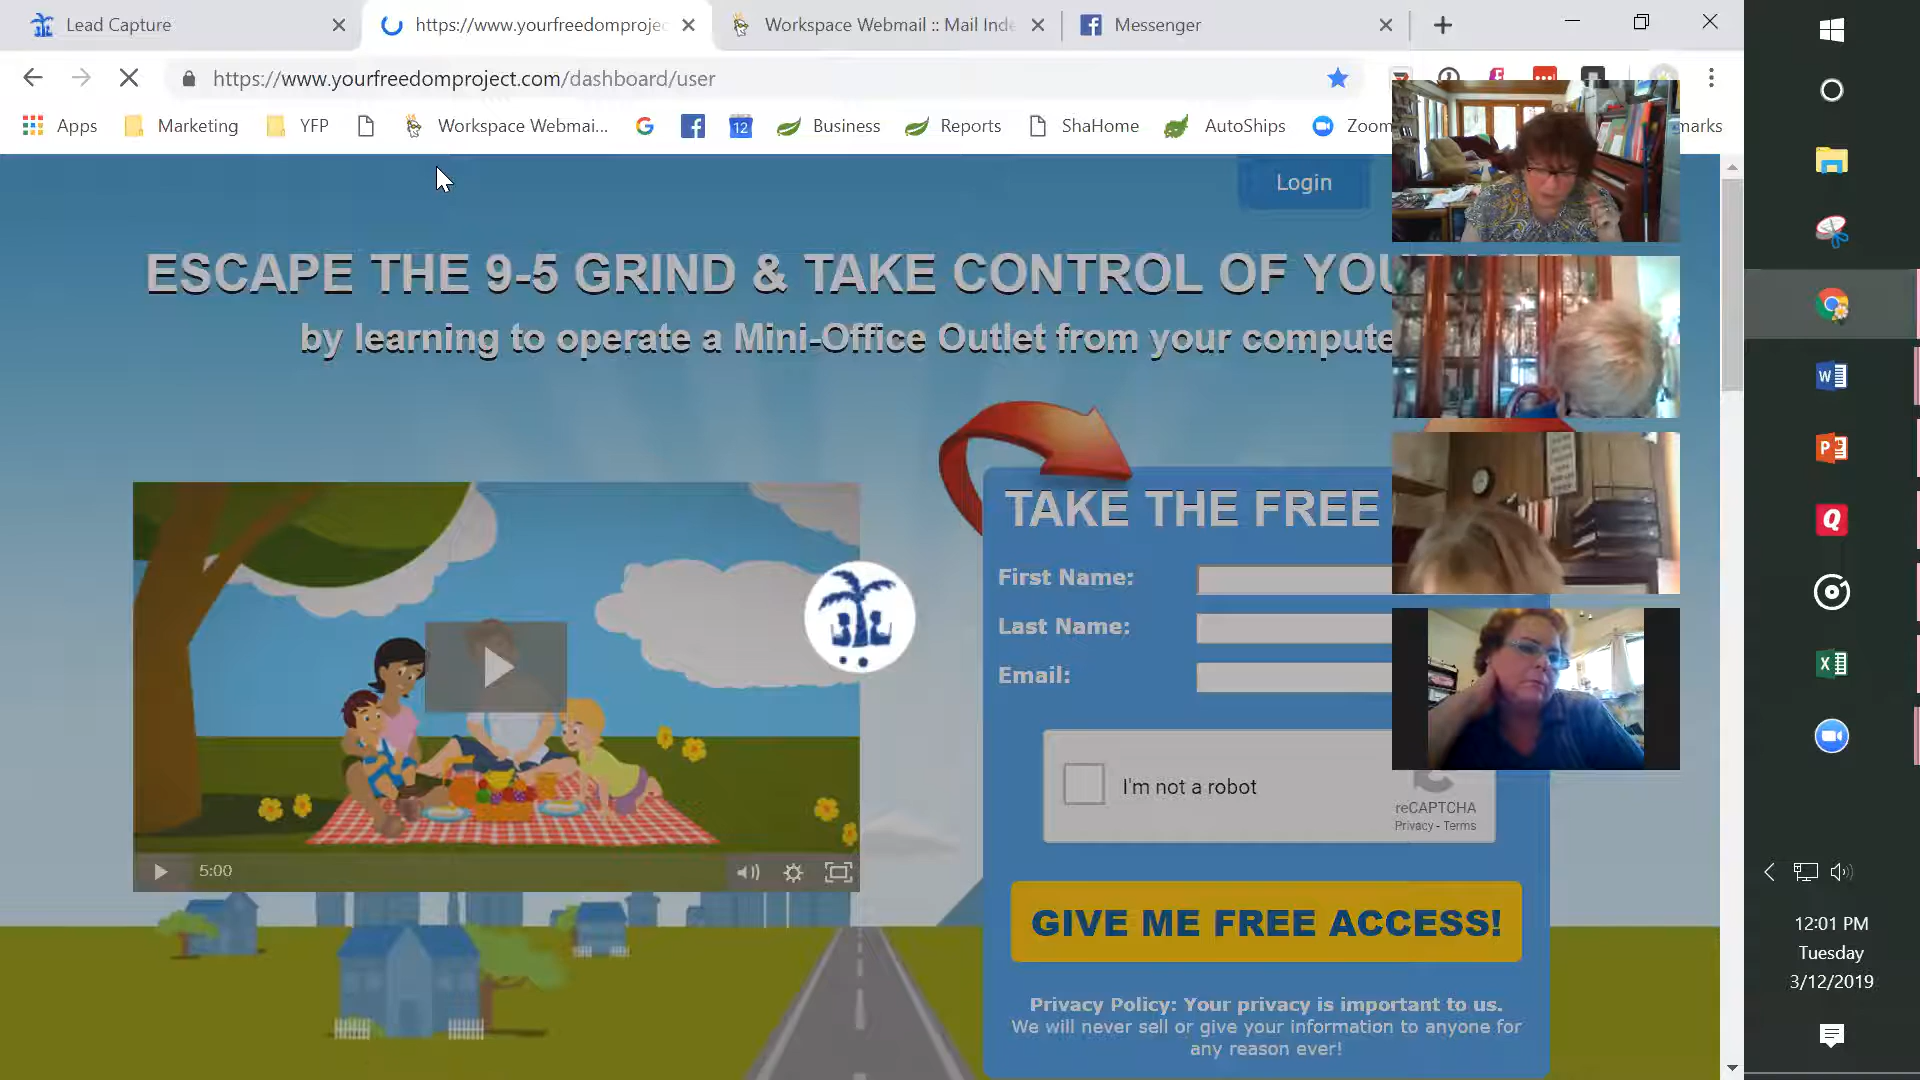 Lead Capture
https://www.yourfreedomprojec
Workspace Webmail :: Mail Inde
Messenger
https://www.yourfreedomproject.com/dashboard/user
Apps
Marketing
YFP
Workspace Webmai...
12
Business
Reports
ShaHome
AutoShips
Zoom
marks
Login
ESCAPE THE 9-5 GRIND & TAKE CONTROL OF YOU
by learning to operate a Mini-Office Outlet from your compute
TAKE THE FREE
First Name:
Last Name:
Email:
I'm not a robot
reCAPTCHA
Privacy - Terms
5:00
GIVE ME FREE ACCESS!
Privacy Policy: Your privacy is important to us.
We will never sell or give your information to anyone for
any reason ever!
12:01 PM
Tuesday
3/12/2019